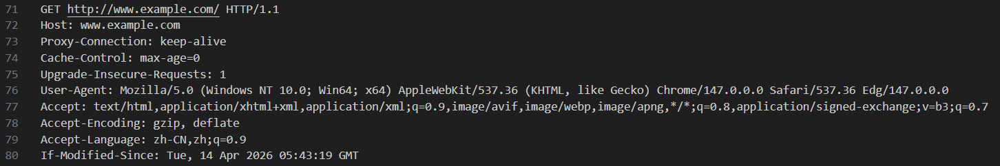 71 GET http://www.example.com/ HTTP/1.1
72 Host: www.example.com
73 Proxy-Connection: keep-alive
74 Cache-Control: max-age=0
75 Upgrade-Insecure-Requests: 1
76 User-Agent: Mozilla/5.0 (Windows NT 10.0; Win64; x64) AppleWebKit/537.36 (KHTML, like Gecko) Chrome/147.0.0.0 Safari/537.36 Edg/147.0.0.0
77 Accept: text/html,application/xhtml+xml,application/xml;q=0.9,image/avif,image/webp,image/apng,*/*;q=0.8,application/signed-exchange;v=b3;q=0.7
78 Accept-Encoding: gzip, deflate
79 Accept-Language: zh-CN,zh;q=0.9
80 If-Modified-Since: Tue, 14 Apr 2026 05:43:19 GMT